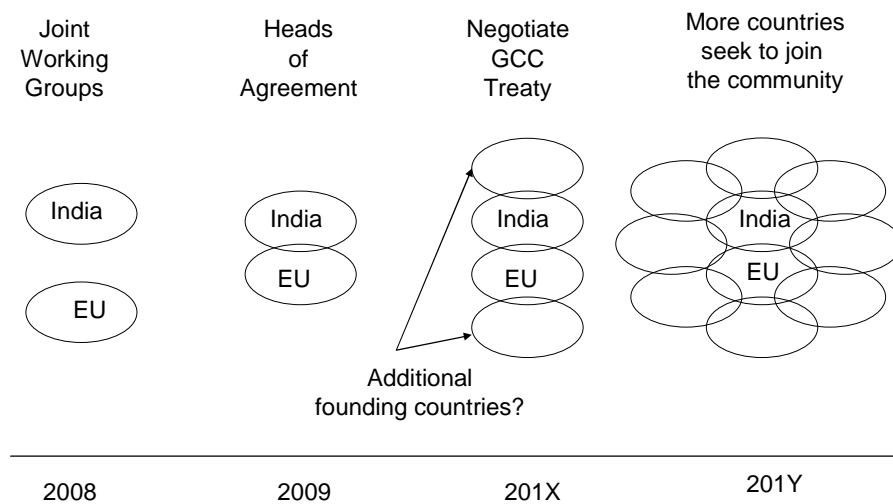 Joint
Working
Groups
Heads
of
Agreement
Negotiate
GCC
Treaty
More countries
seek to join
the community
India
EU
India
EU
India
EU
India
EU
Additional
founding countries?
2008
2009
201X
201Y